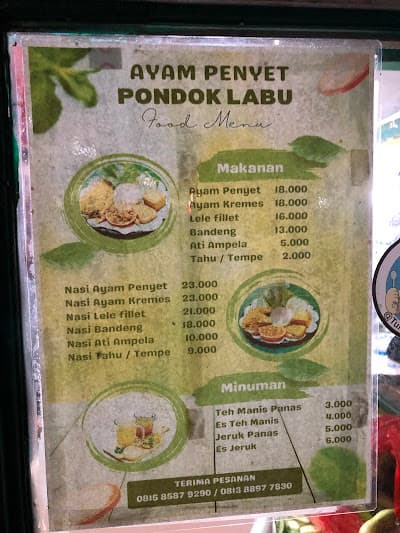 AYAM PENYET
PONDOK LABU
Food Menu
Makanan
Ayam Penyet 18.000
Ayam Kremes 18.000
Lele fillet 16.000
Bandeng 13.000
Ati Ampela 5.000
Tahu / Tempe 2.000
Nasi Ayam Penyet 23.000
Nasi Ayam Kremes 23.000
Nasi Lele fillet 21.000
Nasi Bandeng 18.000
Nasi Ati Ampela 10.000
Nasi Tahu / Tempe 9.000
Minuman
Teh Manis Panas 3.000
Es Teh Manis 4.000
Jeruk Panas 5.000
Es Jeruk 6.000
TERIMA PESANAN
0815 8587 9290 / 0813 8897 7830